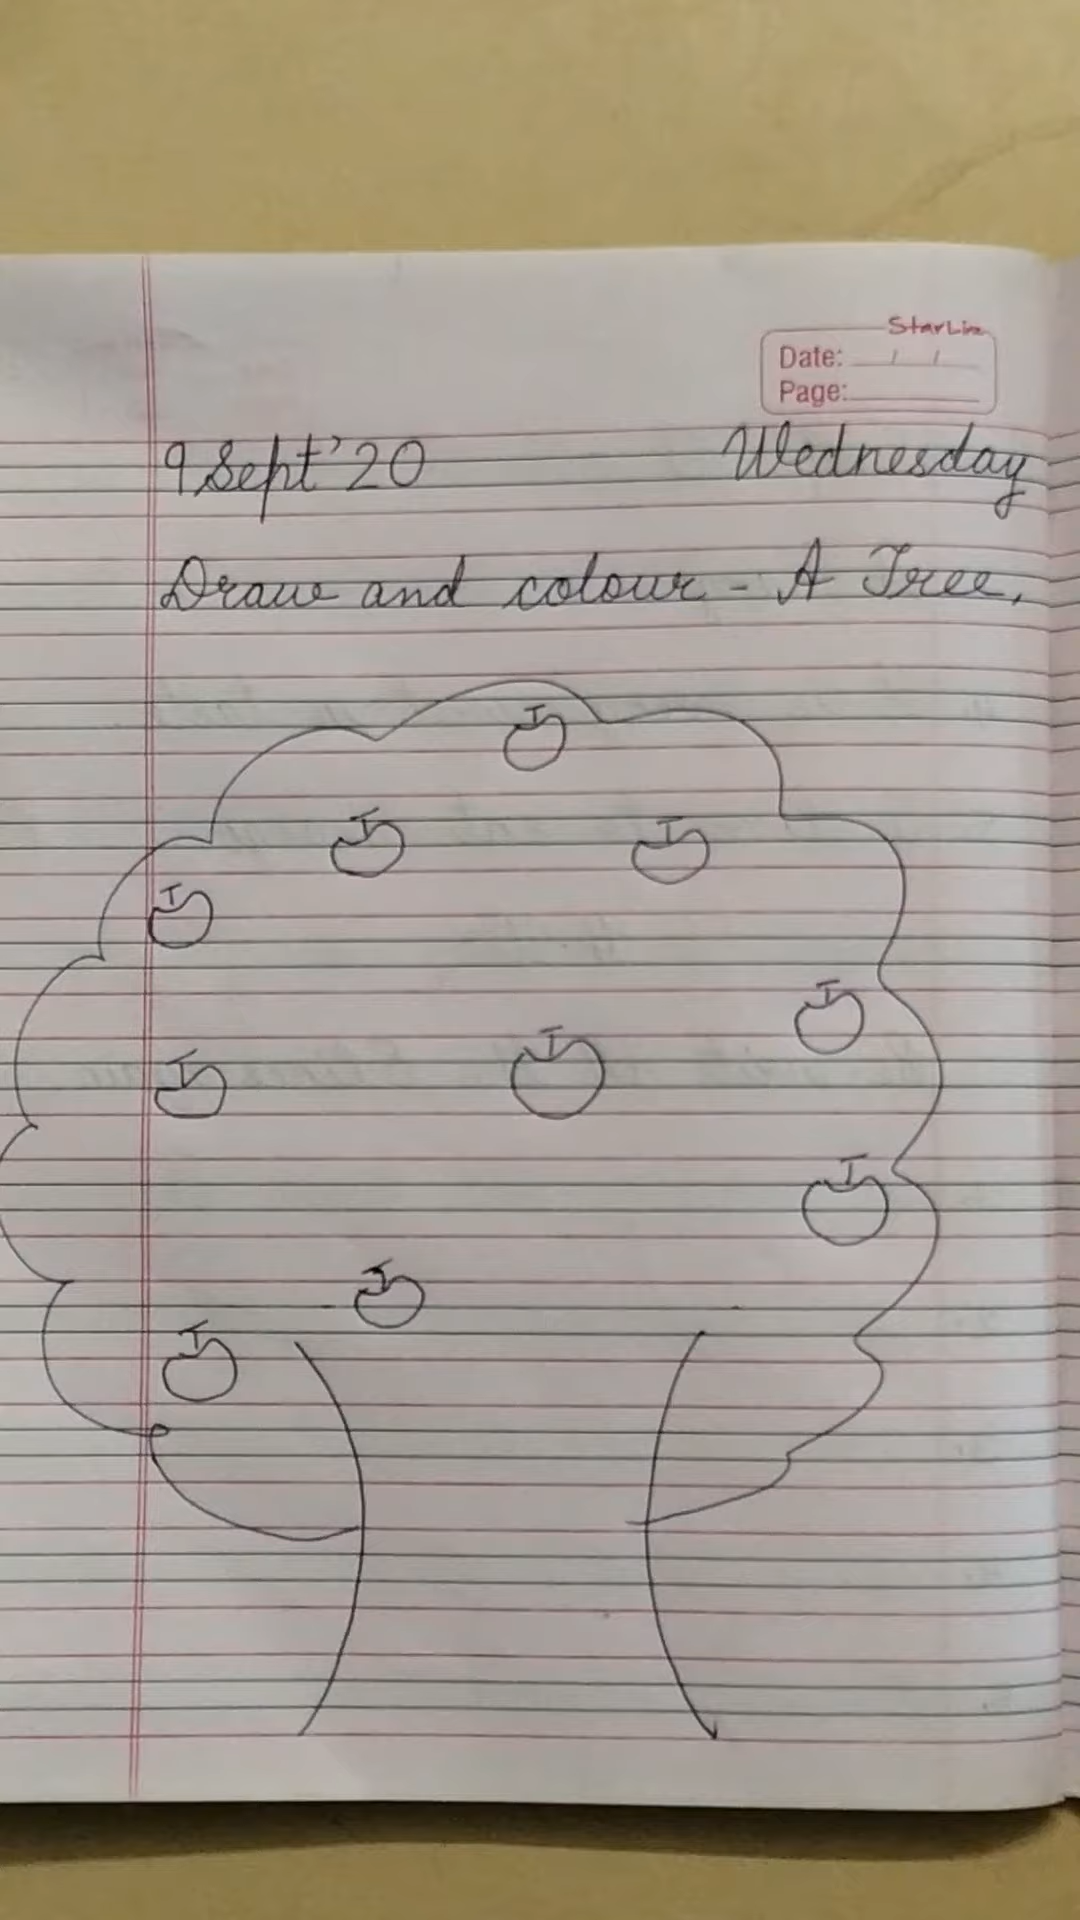 StarLine
Date: / /
Page:
9 Sept '20 Wednesday
Draw and colour - A Tree.